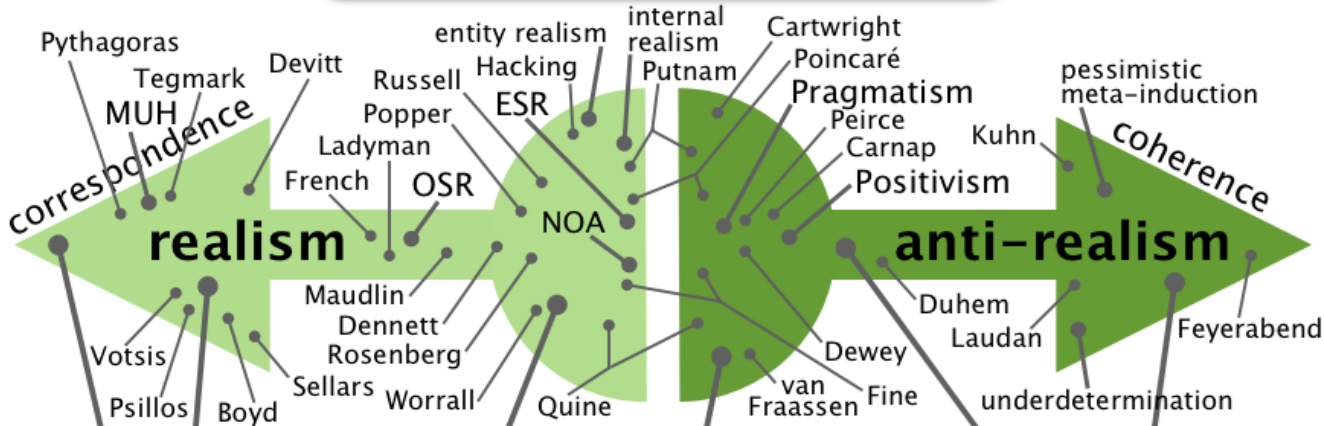 Pythagoras
Tegmark
Devitt
MUH
correspondence
Russell
Popper
Ladyman
French
OSR
entity realism
Hacking
ESR
internal
realism
Putnam
NOA
realism
Maudlin
Dennett
Rosenberg
Worrall
Quine
Votsis
Psillos
Boyd
Sellars
Cartwright
Poincaré
Pragmatism
Peirce
Carnap
Positivism
Kuhn
pessimistic
meta-induction
coherence
anti-realism
Duhem
Laudan
Feyerabend
Dewey
van
Fraassen
Fine
underdetermination